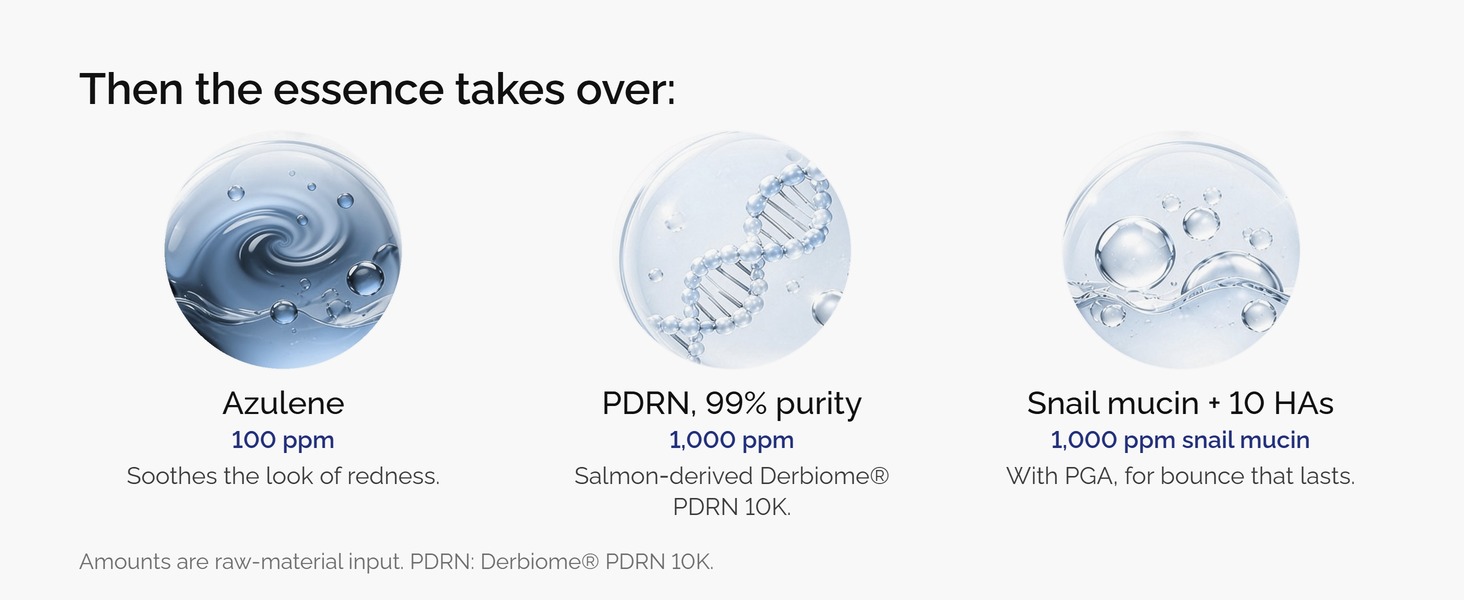 Then the essence takes over:
Azulene
100 ppm
Soothes the look of redness.
PDRN, 99% purity
1,000 ppm
Salmon-derived Derbiome®
PDRN 10K.
Snail mucin + 10 HAs
1,000 ppm snail mucin
With PGA, for bounce that lasts.
Amounts are raw-material input. PDRN: Derbiome® PDRN 10K.